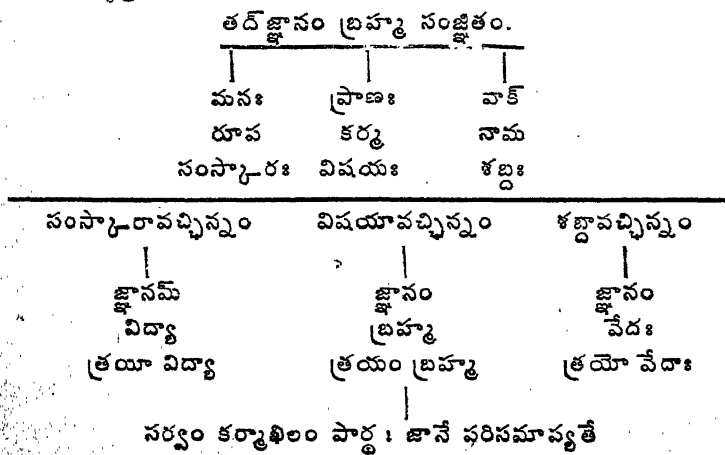 తద్ జ్ఞానం బ్రహ్మ సంజ్ఞితం.
మనః ప్రాణః వాక్
రూప కర్మ నామ
సంస్కారః విషయః శబ్దః
సంస్కారావచ్ఛిన్నం విషయావచ్ఛిన్నం శబ్దావచ్ఛిన్నం
జ్ఞానమ్ జ్ఞానం జ్ఞానం
విద్యా బ్రహ్మ వేదః
త్రయీ విద్యా త్రయం బ్రహ్మ త్రయో వేదాః
సర్వం కర్మాఖిలం పార్థ : జానే పరిసమాప్యతే